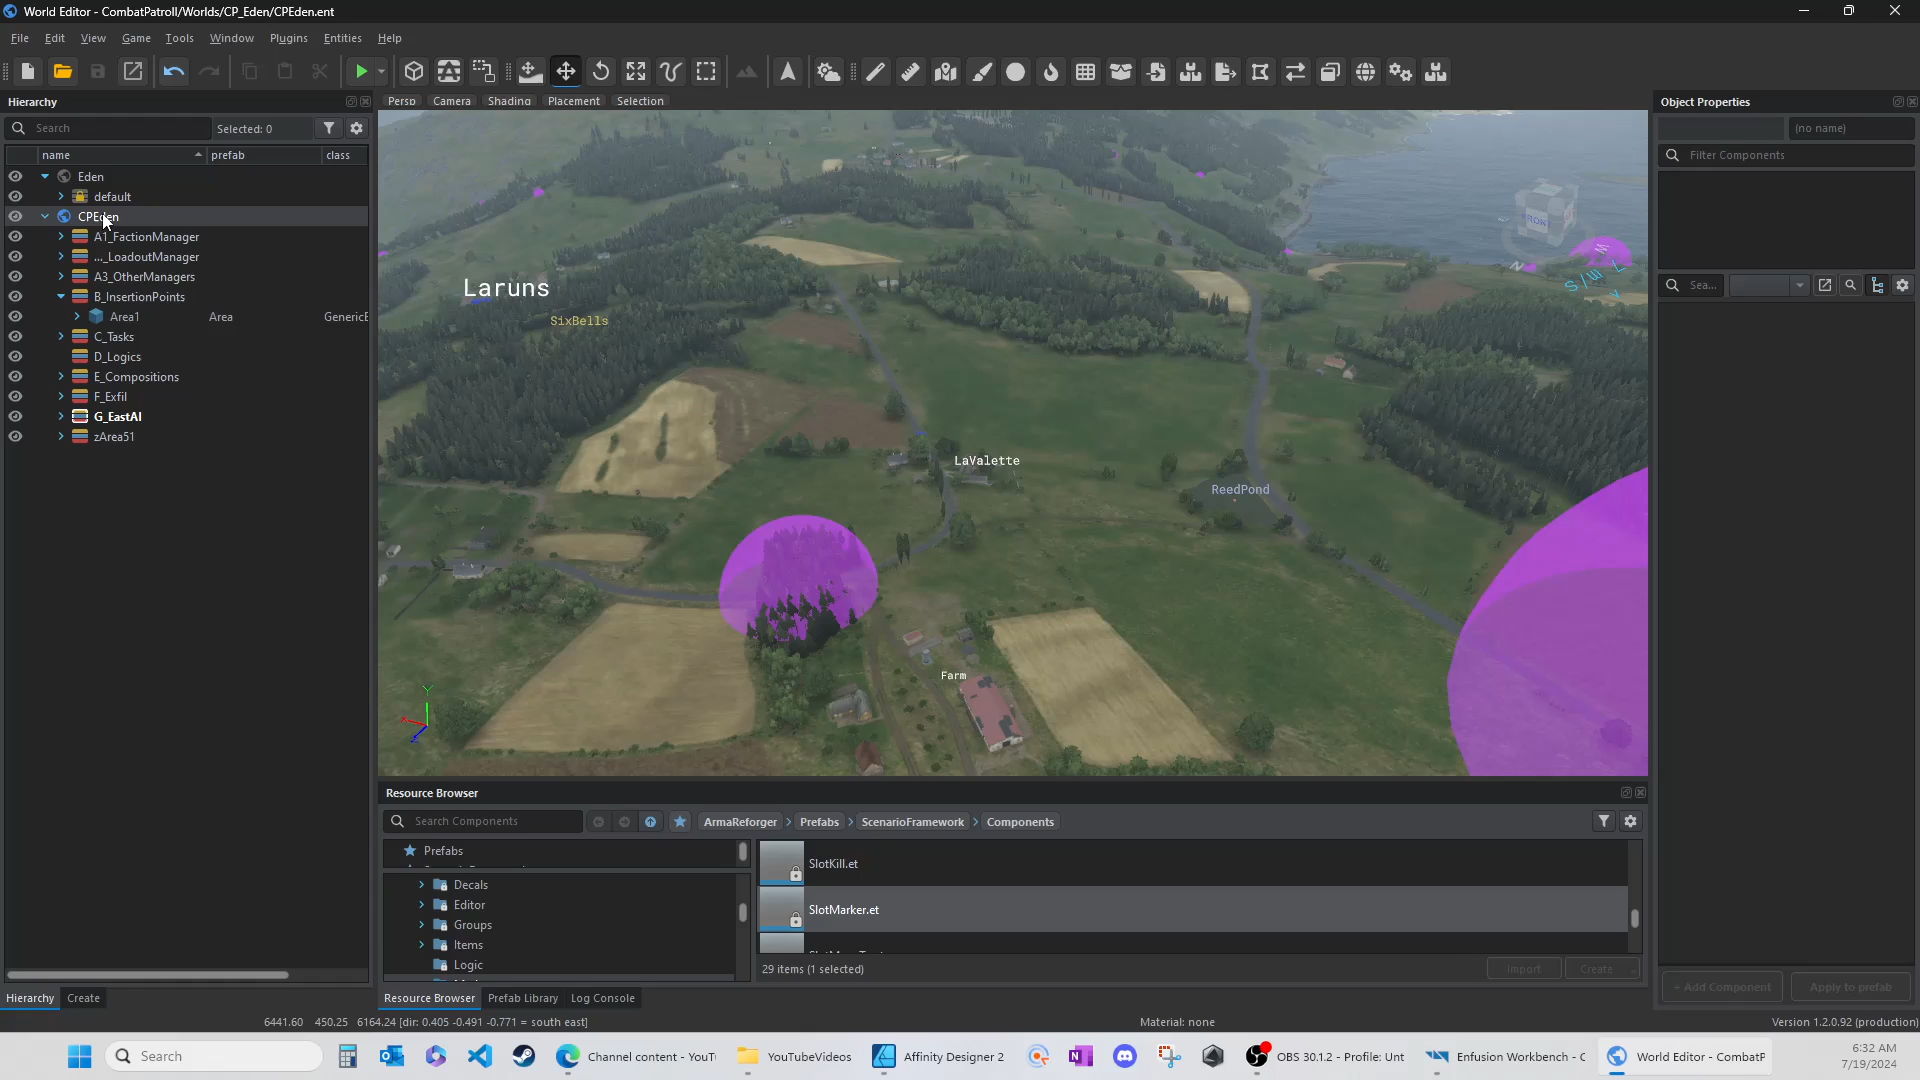 World Editor - CombatPatroll/Worlds/CP_Eden/CPEden.ent
File Edit View Game Tools Window Plugins Entities Help
Hierarchy
Search Selected: 0
name prefab class
Eden
default
CPEden
A1_FactionManager
..._LoadoutManager
A3_OtherManagers
B_InsertionPoints
Area1 Area GenericE
C_Tasks
D_Logics
E_Compositions
F_Exfil
G_EastAI
zArea51
Hierarchy Create
Persp Camera Shading Placement Selection
Laruns
SixBells
LaValette
ReedPond
Farm
Resource Browser
Search Components ArmaReforger Prefabs ScenarioFramework Components
Prefabs
Decals
Editor
Groups
Items
Logic
SlotKill.et
SlotMarker.et
29 items (1 selected) Import Create
Resource Browser Prefab Library Log Console
Object Properties
(no name)
Filter Components
Sea...
+ Add Component Apply to prefab
6441.60 450.25 6164.24 [dir: 0.405 -0.491 -0.771 = south east] Material: none Version 1.2.0.92 (production)
Search Channel content - YouT YouTubeVideos Affinity Designer 2 OBS 30.1.2 - Profile: Unt Enfusion Workbench - C World Editor - CombatP
6:32 AM
7/19/2024